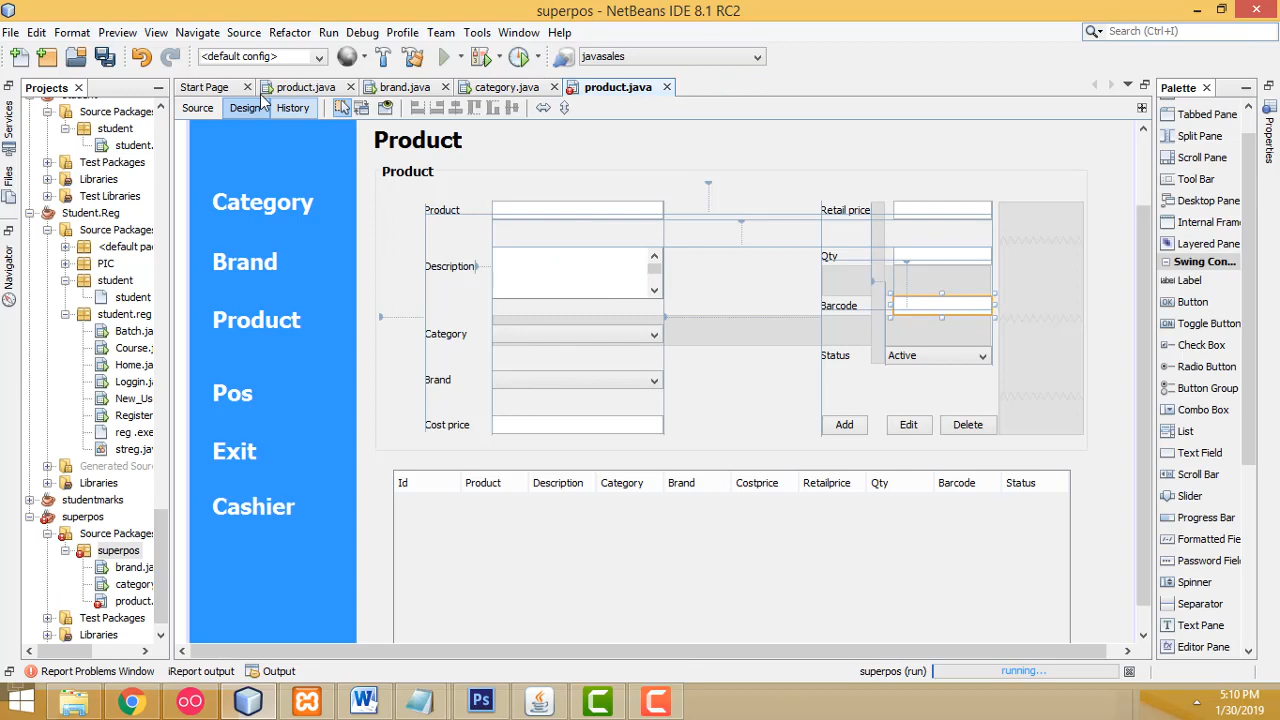 superpos - NetBeans IDE 8.1 RC2
File Edit Format Preview View Navigate Source Refactor Run Debug Profile Team Tools Window Help
Search (Ctrl+I)
<default config>
javasales
Projects
Start Page product.java brand.java category.java product.java
Palette
Source Design History
Services
Files
Navigator
Properties
Source Packages
student
student.
Test Packages
Libraries
Test Libraries
Student.Reg
Source Packages
<default pa
PIC
student
student
student.reg
Batch.ja
Course.j
Home.ja
Loggin.j
New_Us
Register
reg .exe
streg.ja
Generated Source
Libraries
studentmarks
superpos
Source Packages
superpos
brand.ja
category
product.
Test Packages
Libraries
Category
Brand
Product
Pos
Exit
Cashier
Product
Product
Product
Retail price
Description
Qty
Barcode
Category
Status
Active
Brand
Cost price
Add Edit Delete
Id Product Description Category Brand Costprice Retailprice Qty Barcode Status
Tabbed Pane
Split Pane
Scroll Pane
Tool Bar
Desktop Pane
Internal Frame
Layered Pane
Swing Con...
Label
Button
Toggle Button
Check Box
Radio Button
Button Group
Combo Box
List
Text Field
Scroll Bar
Slider
Progress Bar
Formatted Fie
Password Field
Spinner
Separator
Text Pane
Editor Pane
Report Problems Window iReport output Output
superpos (run) running...
5:10 PM
1/30/2019